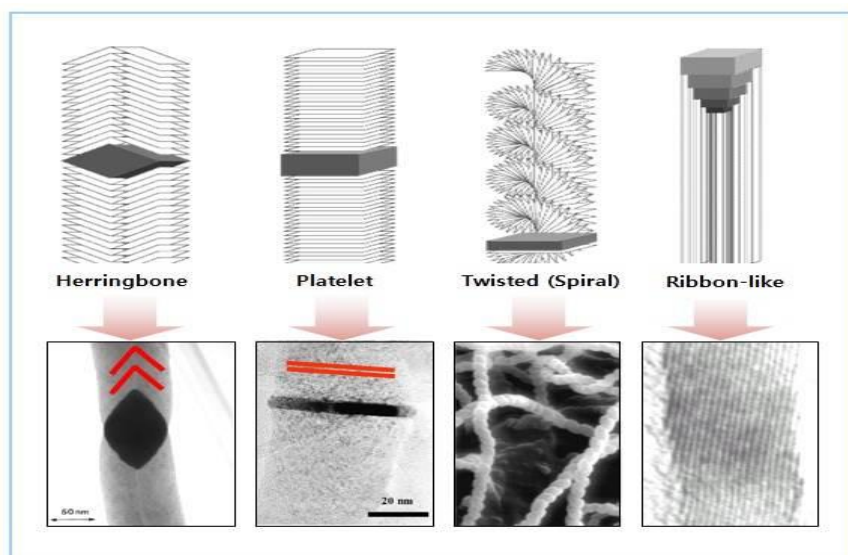 Herringbone
Platelet
Twisted (Spiral)
Ribbon-like
50 nm
20 nm